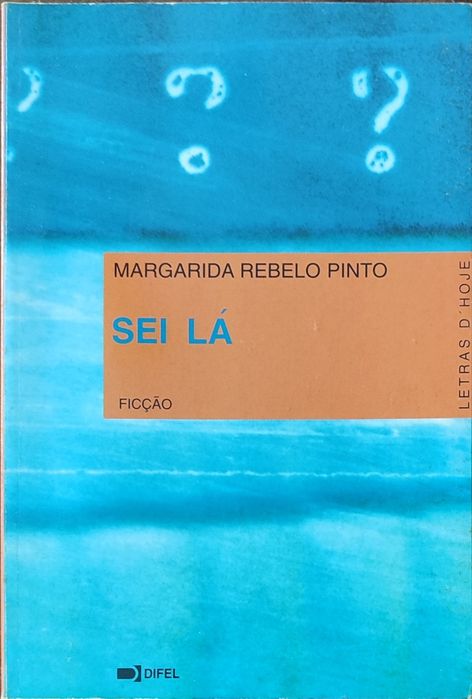 ? ? ?
MARGARIDA REBELO PINTO
SEI LÁ
FICÇÃO
LETRAS D'HOJE
DIFEL